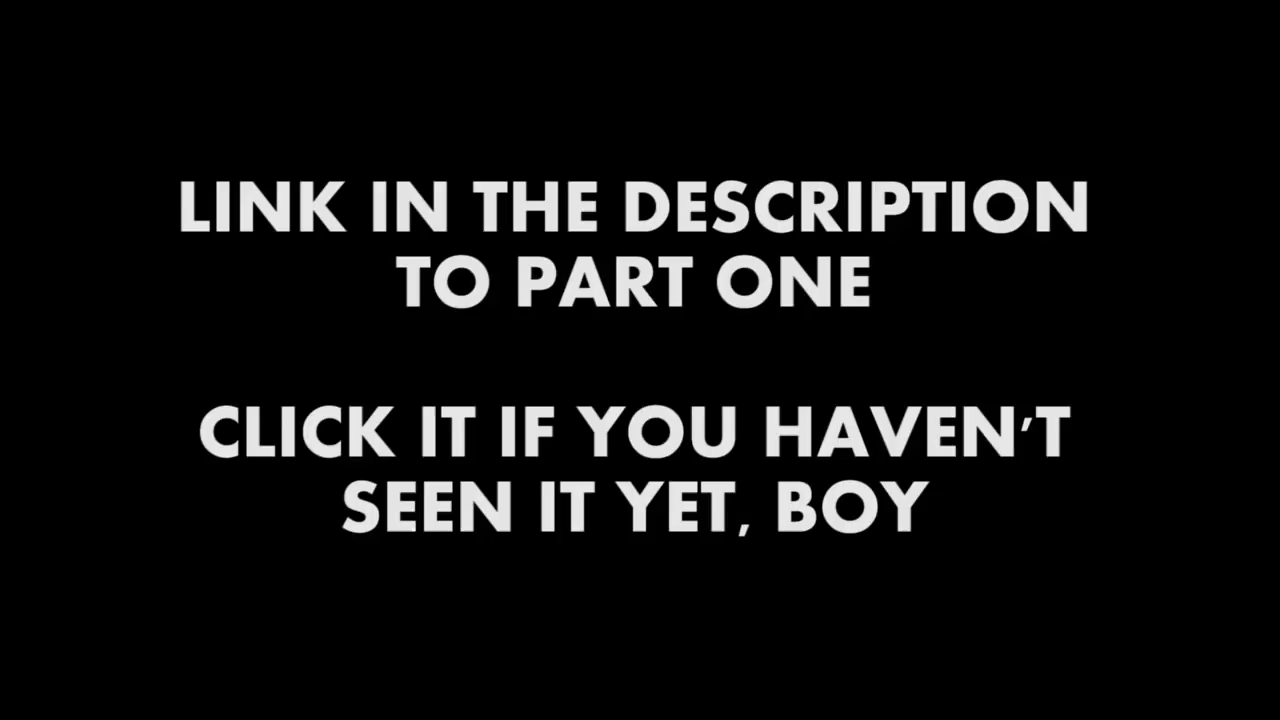 LINK IN THE DESCRIPTION
TO PART ONE
CLICK IT IF YOU HAVEN'T
SEEN IT YET, BOY